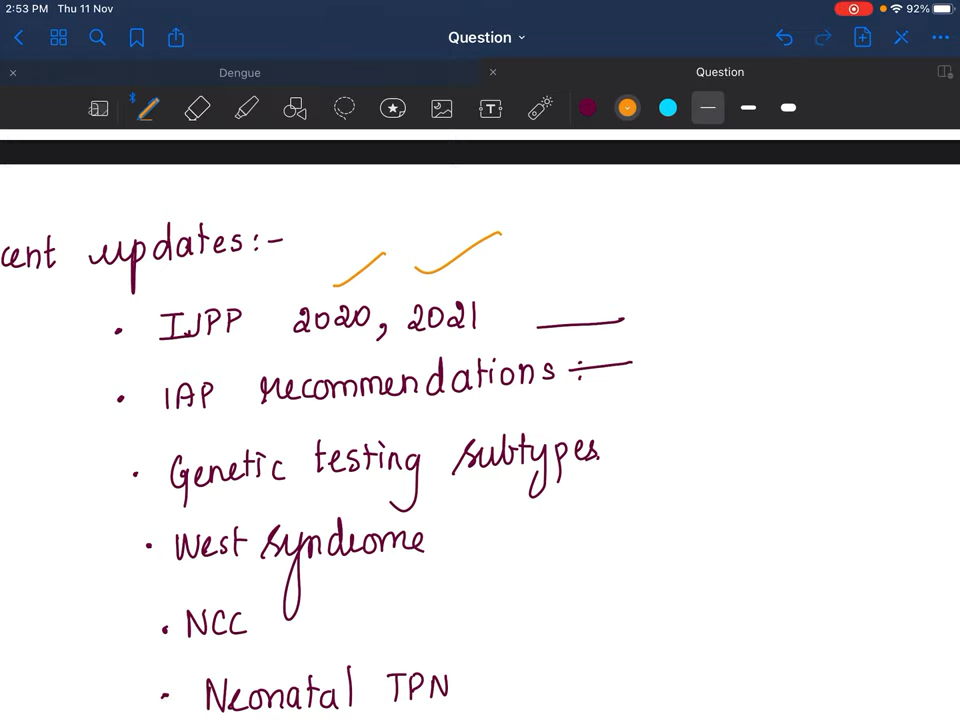 2:53 PM Thu 11 Nov 92%
Question
Dengue Question
cent updates:-
• IJPP 2020, 2021
• IAP recommendations :-
• Genetic testing subtypes.
• West syndrome
• NCC
• Neonatal TPN